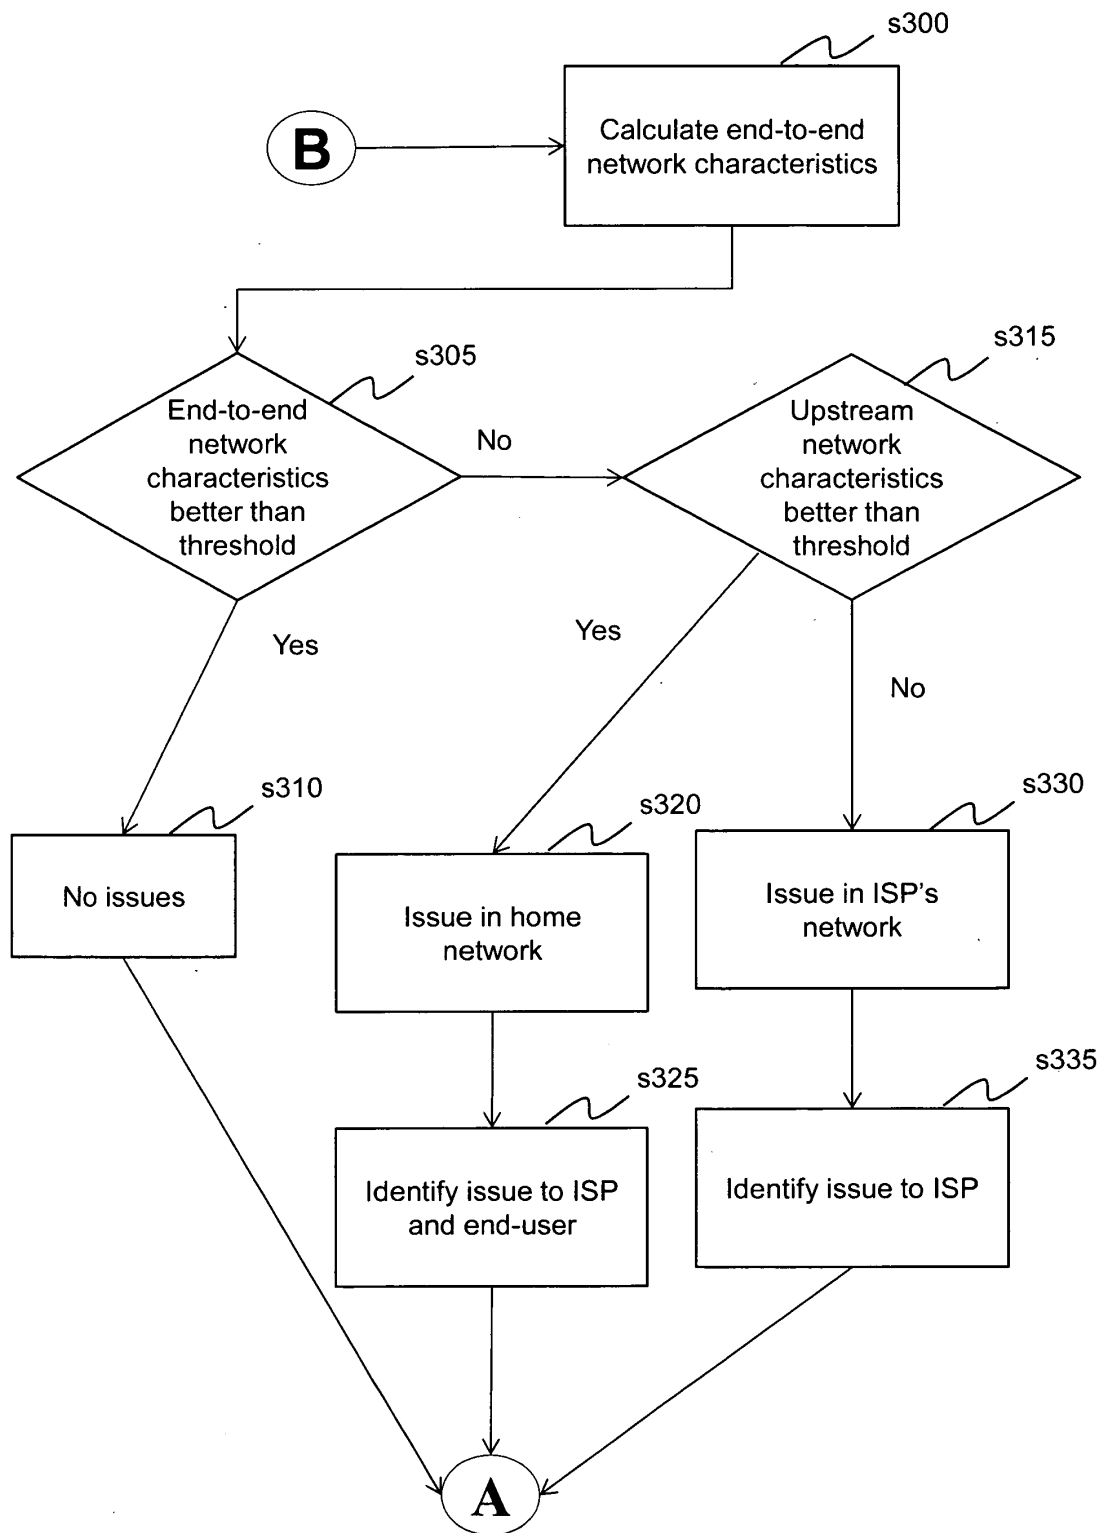 s300
Calculate end-to-end
network characteristics
B
s305
End-to-end
network
characteristics
better than
threshold
No
s315
Upstream
network
characteristics
better than
threshold
Yes
Yes
No
s310
No issues
s320
Issue in home
network
s330
Issue in ISP's
network
s325
Identify issue to ISP
and end-user
s335
Identify issue to ISP
A